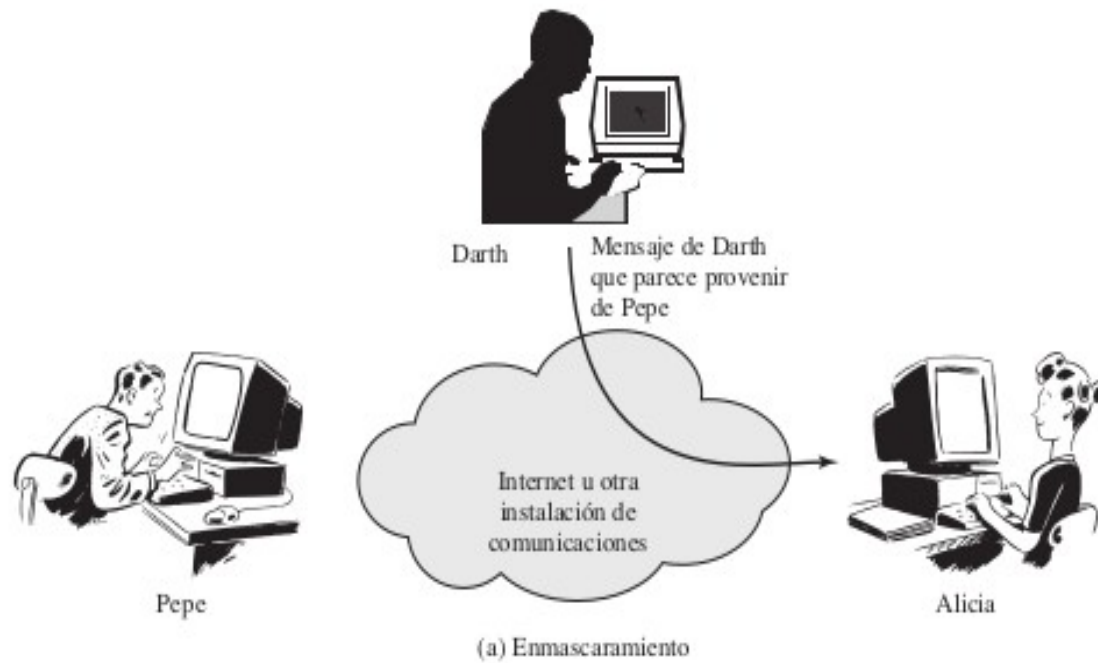 Darth
Mensaje de Darth
que parece provenir
de Pepe
Internet u otra
instalación de
comunicaciones
Pepe
Alicia
(a) Enmascaramiento